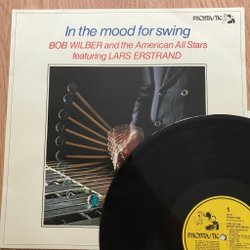 In the mood for swing
BOB WILBER and the American All Stars
featuring LARS ERSTRAND
PHONTASTIC
PHONTASTIC
1